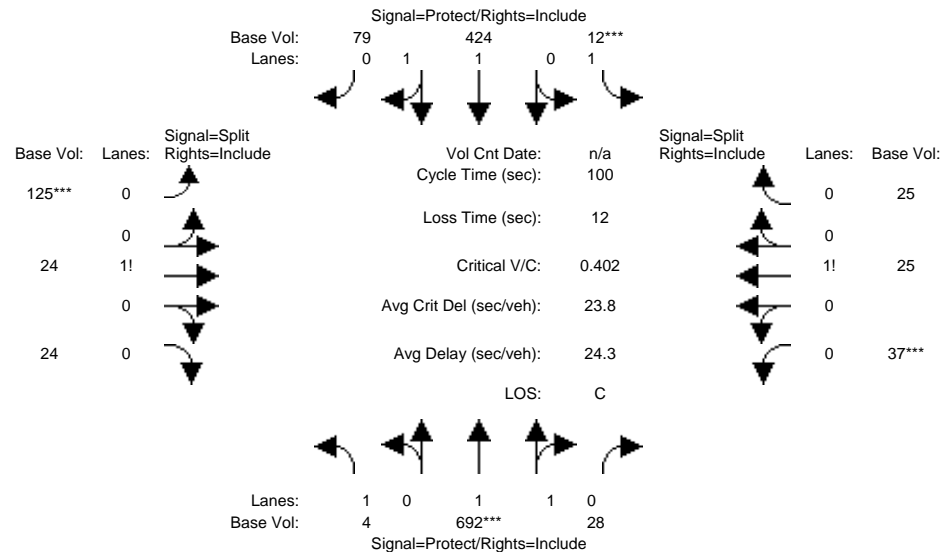 Signal=Protect/Rights=Include
Base Vol: 79 424 12***
Lanes: 0 1 1 0 1
Signal=Split Signal=Split
Base Vol: Lanes: Rights=Include Vol Cnt Date: n/a Rights=Include Lanes: Base Vol:
Cycle Time (sec): 100
125*** 0 0 25
Loss Time (sec): 12
0 0
24 1! Critical V/C: 0.402 1! 25
0 Avg Crit Del (sec/veh): 23.8 0
24 0 Avg Delay (sec/veh): 24.3 0 37***
LOS: C
Lanes: 1 0 1 1 0
Base Vol: 4 692*** 28
Signal=Protect/Rights=Include